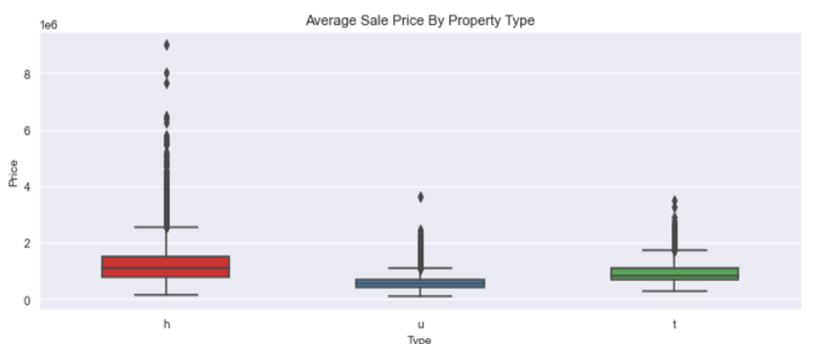 Average Sale Price By Property Type
1e6
8
6
4
2
0
Price
h u t
Type